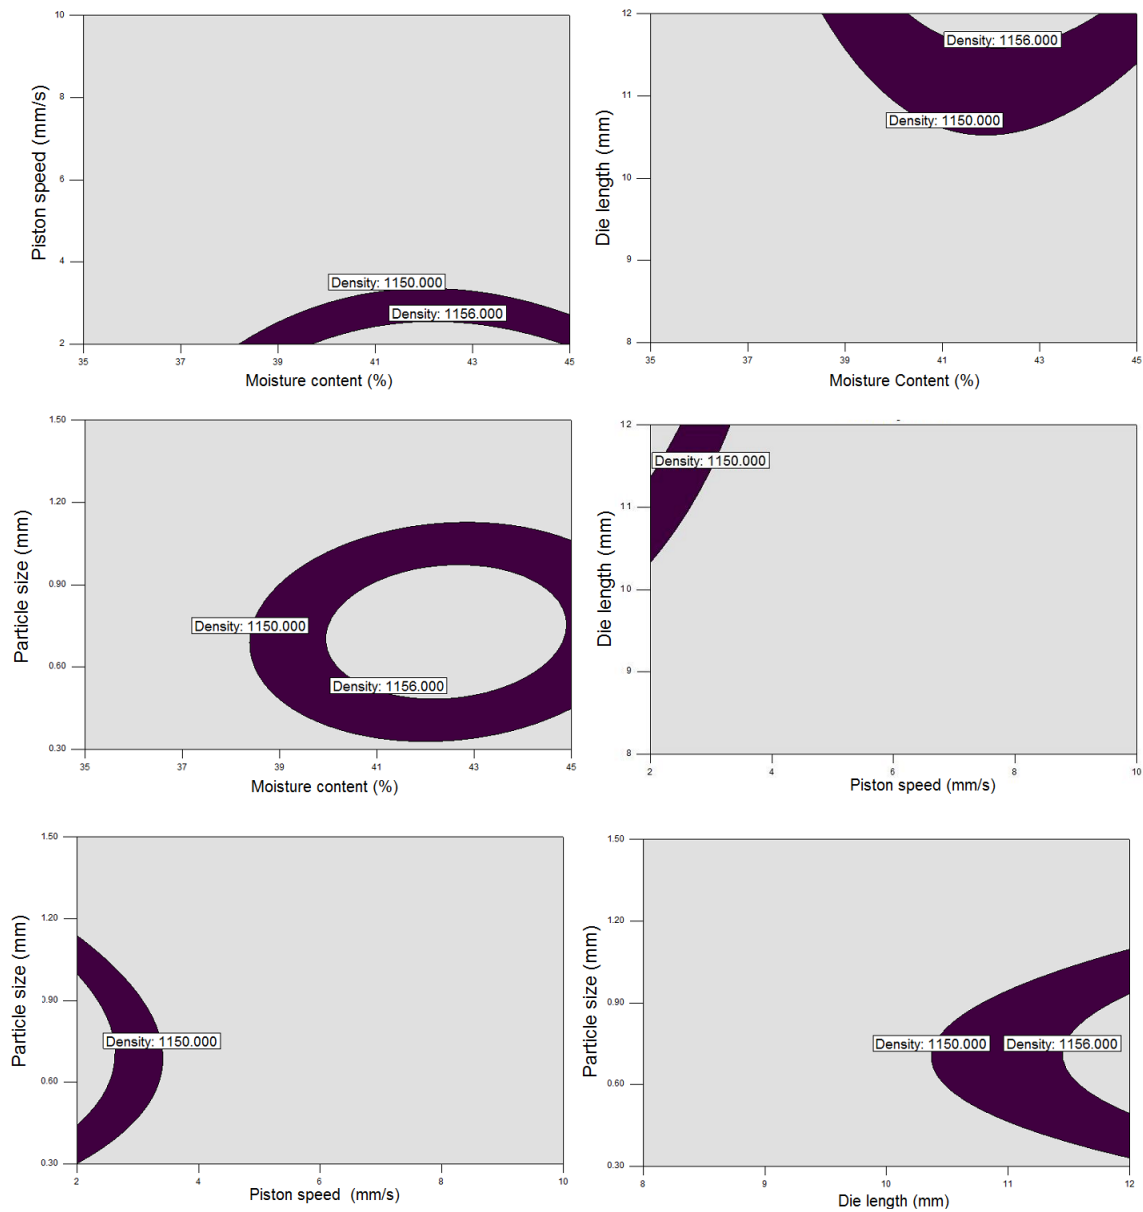 10
8
6
4
2
Piston speed (mm/s)
Density: 1150.000
Density: 1156.000
35
37
39
41
43
45
Moisture content (%)
12
11
10
9
8
Die length (mm)
Density: 1156.000
Density: 1150.000
35
39
43
45
Moisture Content (%)
1.50
1.20
0.90
0.60
0.30
Particle size (mm)
Density: 1150.000
Density: 1156.000
35
37
39
41
43
45
Moisture content (%)
12
11
10
9
8
Die length (mm)
Density: 1150.000
2
4
6
8
10
Piston speed (mm/s)
1.50
1.20
0.90
0.60
0.30
Particle size (mm)
Density: 1150.000
2
4
6
8
10
Piston speed (mm/s)
1.50
1.20
0.90
0.60
0.30
Particle size (mm)
Density: 1150.000
Density: 1156.000
8
9
10
11
12
Die length (mm)